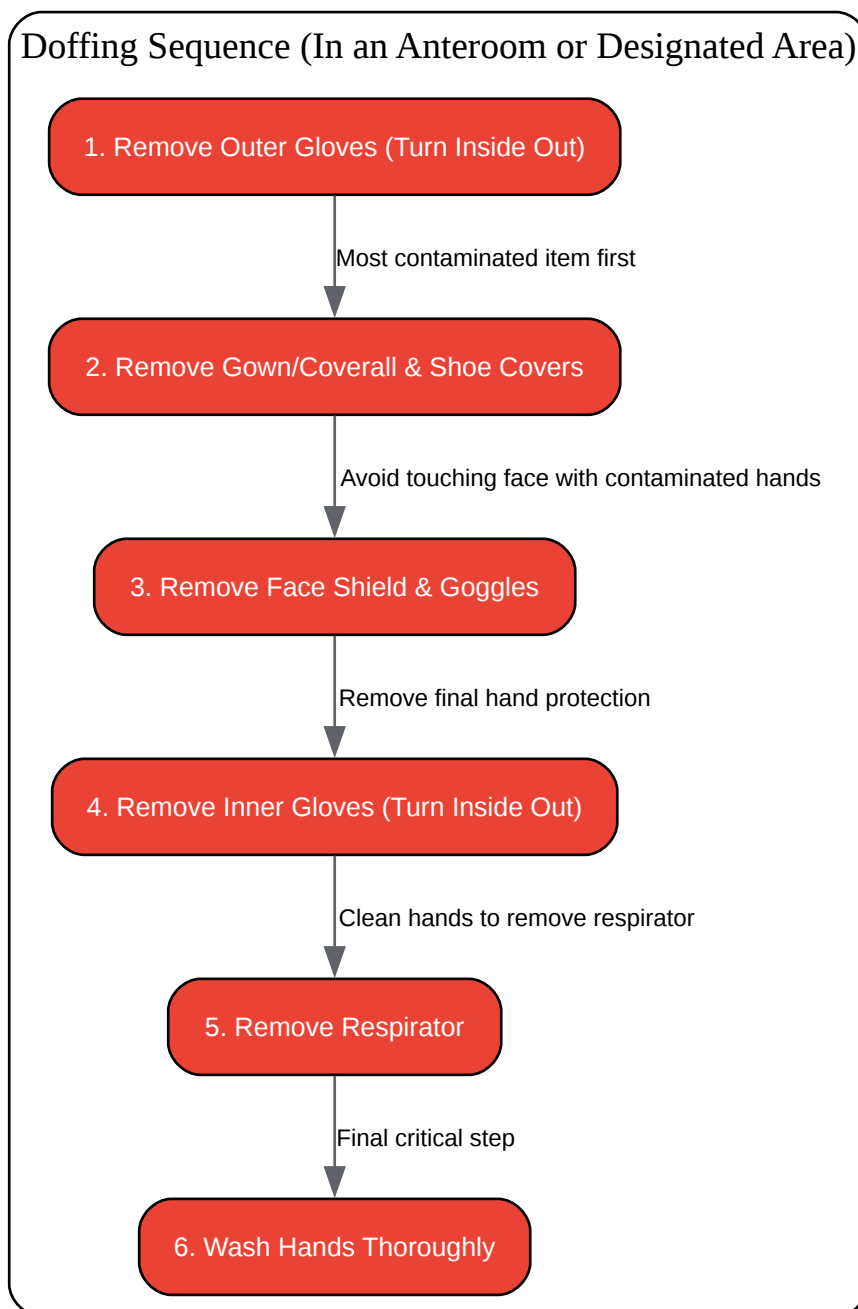 Doffing Sequence (In an Anteroom or Designated Area)
1. Remove Outer Gloves (Turn Inside Out)
Most contaminated item first
2. Remove Gown/Coverall & Shoe Covers
Avoid touching face with contaminated hands
3. Remove Face Shield & Goggles
Remove final hand protection
4. Remove Inner Gloves (Turn Inside Out)
Clean hands to remove respirator
5. Remove Respirator
Final critical step
6. Wash Hands Thoroughly